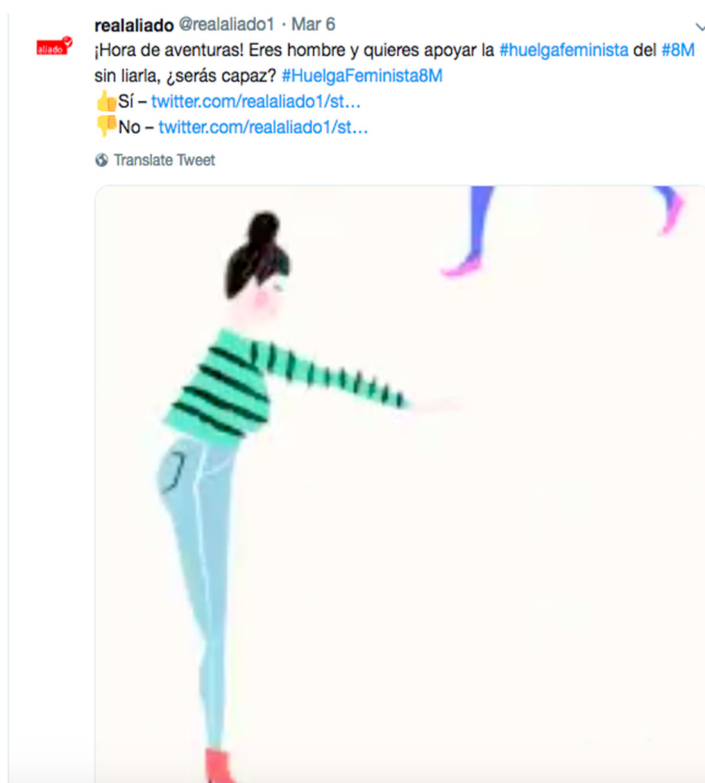 realaliado @realaliado1 · Mar 6
aliado
¡Hora de aventuras! Eres hombre y quieres apoyar la #huelgafeminista del #8M
sin liarla, ¿serás capaz? #HuelgaFeminista8M
👍Sí – twitter.com/realaliado1/st…
👎No – twitter.com/realaliado1/st…
Translate Tweet